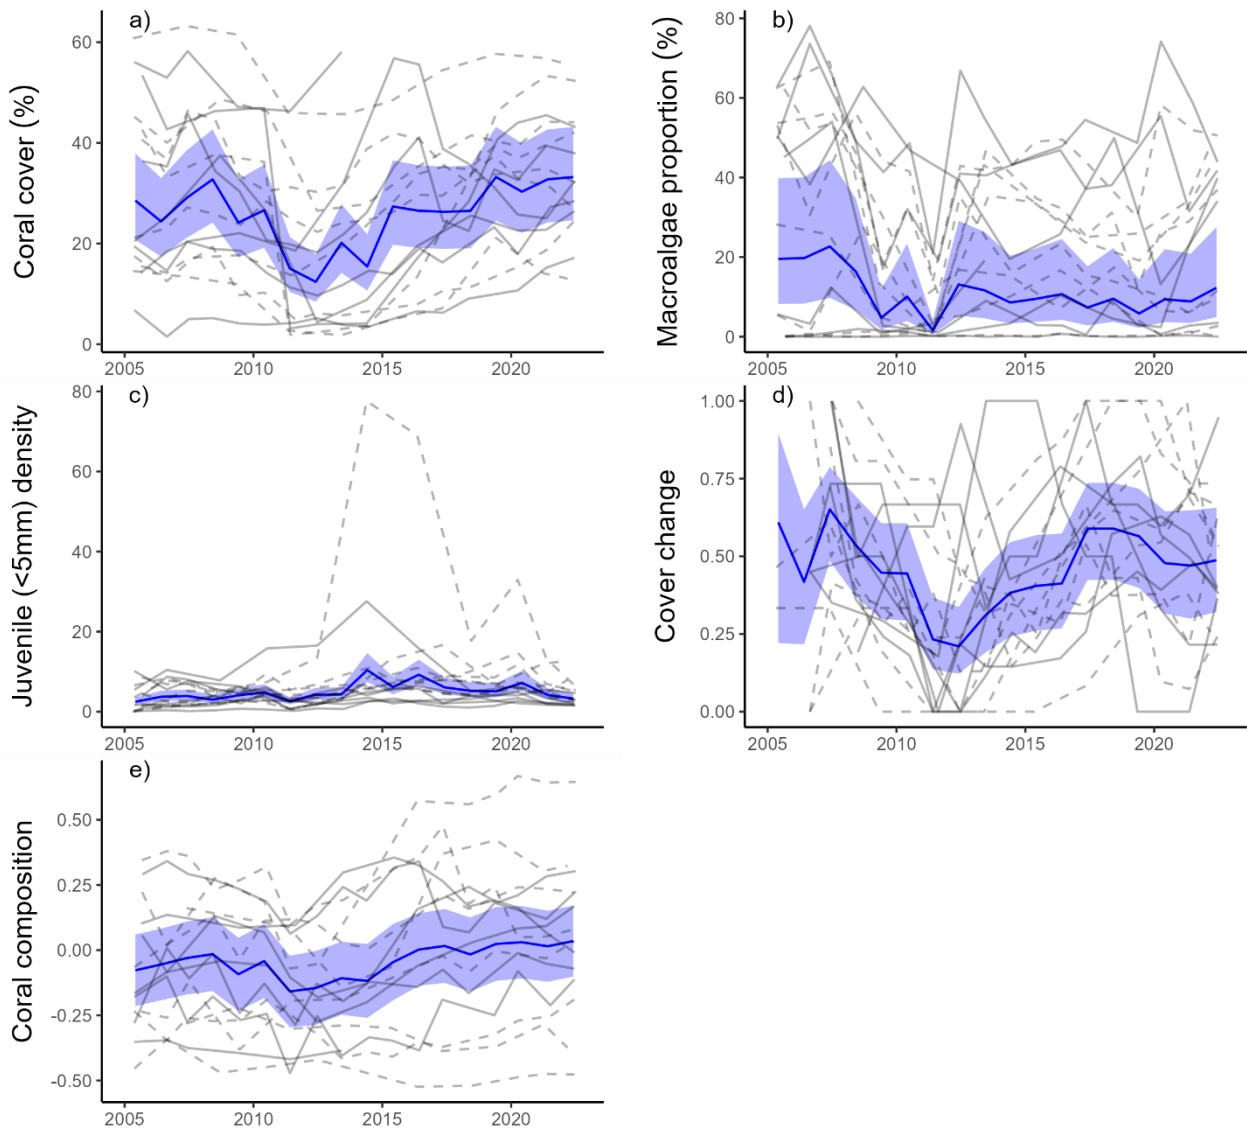 a)
Coral cover (%)
60
40
20
0
2005 2010 2015 2020
b)
Macroalgae proportion (%)
80
60
40
20
0
2005 2010 2015 2020
c)
Juvenile (<5mm) density
80
60
40
20
0
2005 2010 2015 2020
d)
Cover change
1.00
0.75
0.50
0.25
0.00
2005 2010 2015 2020
e)
Coral composition
0.50
0.25
0.00
-0.25
-0.50
2005 2010 2015 2020